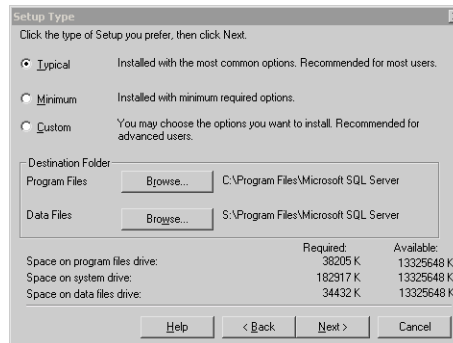 Setup Type
Click the type of Setup you prefer, then click Next.
Typical Installed with the most common options. Recommended for most users.
Minimum Installed with minimum required options.
Custom You may choose the options you want to install. Recommended for
advanced users.
Destination Folder
Program Files Browse... C:\Program Files\Microsoft SQL Server
Data Files Browse... S:\Program Files\Microsoft SQL Server
Required: Available:
Space on program files drive: 38205 K 13325648 K
Space on system drive: 182917 K 13325648 K
Space on data files drive: 34432 K 13325648 K
Help < Back Next > Cancel